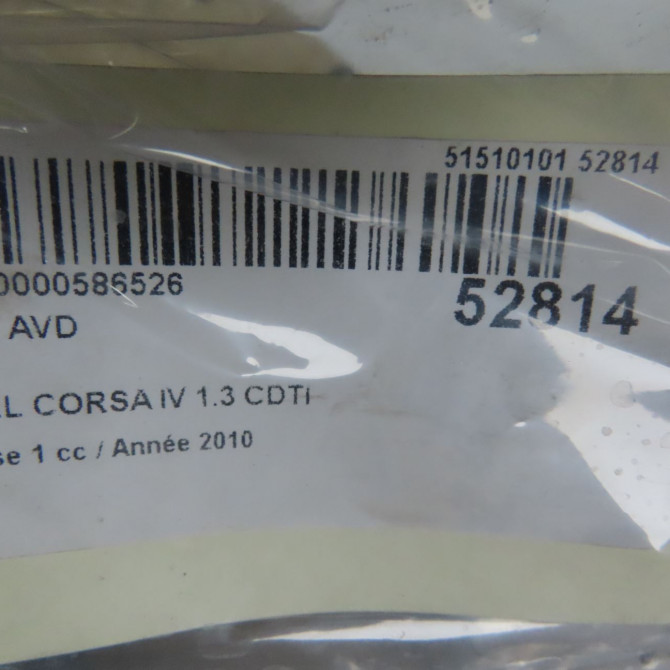 51510101 52814
0000586526
52814
AVD
L CORSA IV 1.3 CDTi
se 1 cc / Année 2010